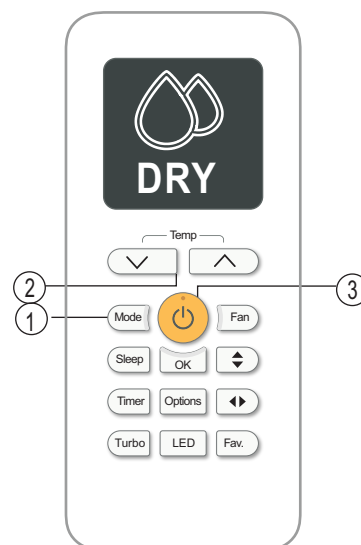 DRY
Temp
2
3
1
Mode
Fan
Sleep
OK
Timer
Options
Turbo
LED
Fav.